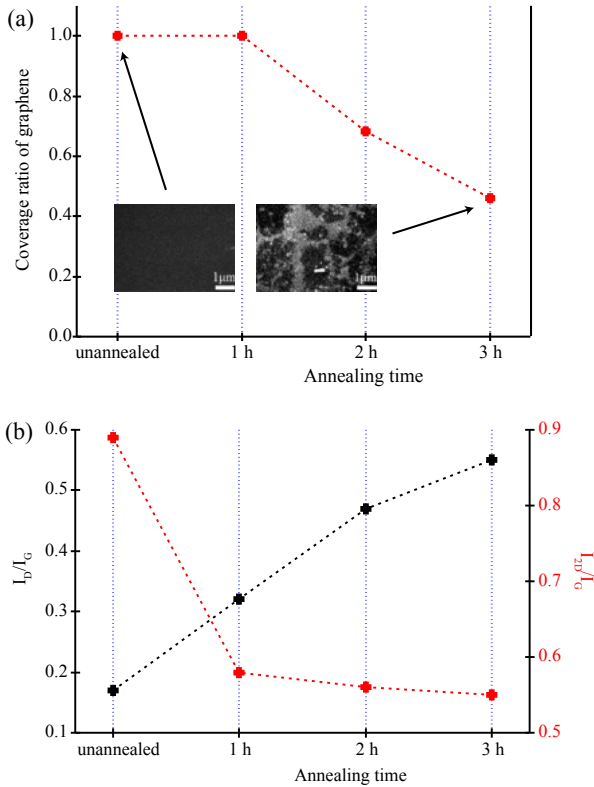 (a)
Coverage ratio of graphene
1.0
0.8
0.6
0.4
0.2
0.0
1μm
1μm
unannealed
1 h
2 h
3 h
Annealing time
(b)
I_D/I_G
0.6
0.5
0.4
0.3
0.2
0.1
0.9
0.8
0.7
0.6
0.5
I_2D/I_G
unannealed
1 h
2 h
3 h
Annealing time